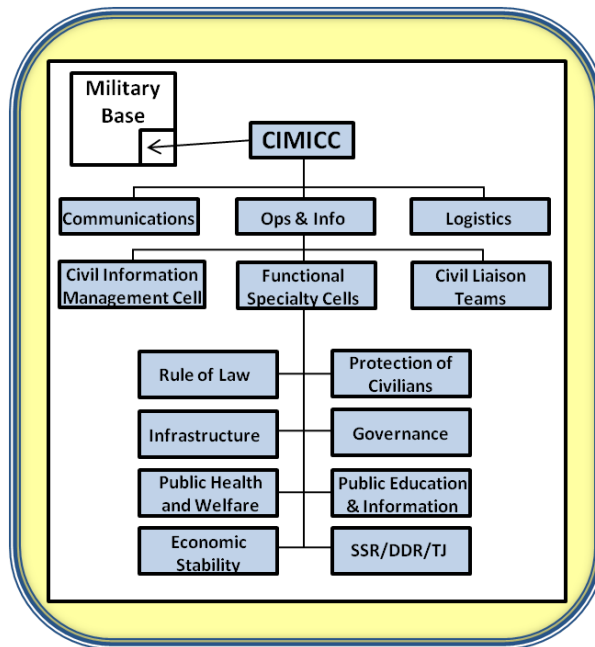 Military
Base
CIMICC
Communications
Ops & Info
Logistics
Civil Information
Management Cell
Functional
Specialty Cells
Civil Liaison
Teams
Rule of Law
Protection of
Civilians
Infrastructure
Governance
Public Health
and Welfare
Public Education
& Information
Economic
Stability
SSR/DDR/TJ